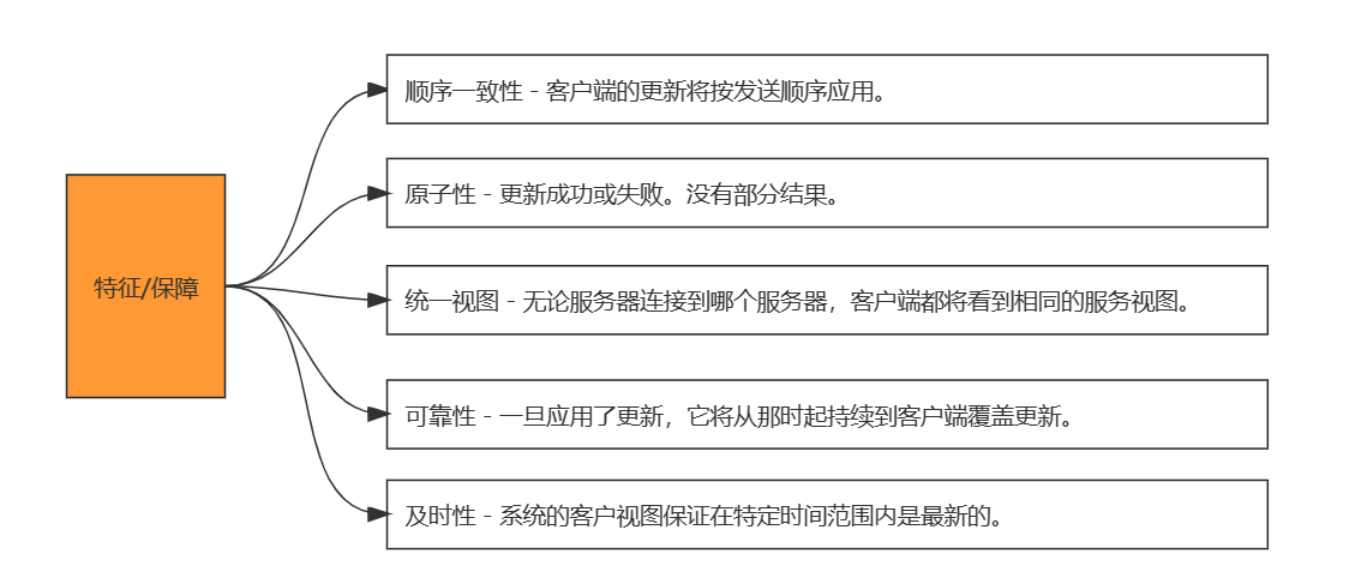 顺序一致性 - 客户端的更新将按发送顺序应用。
原子性 - 更新成功或失败。没有部分结果。
特征/保障
统一视图 - 无论服务器连接到哪个服务器，客户端都将看到相同的服务视图。
可靠性 - 一旦应用了更新，它将从那时起持续到客户端覆盖更新。
及时性 - 系统的客户视图保证在特定时间范围内是最新的。